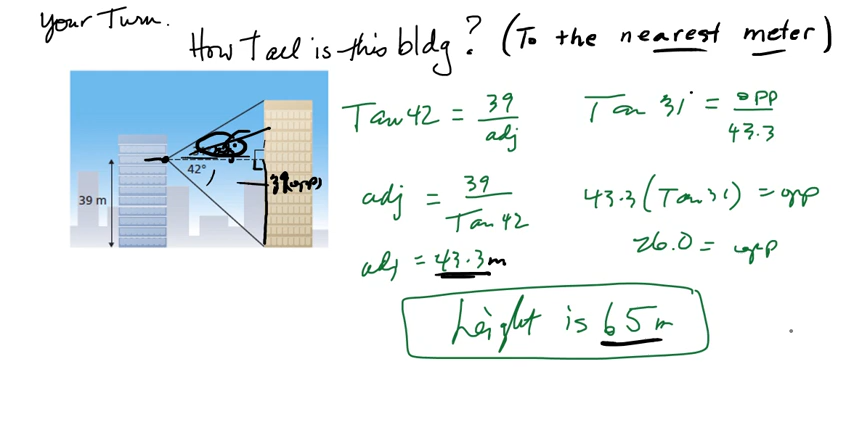 Your Turn.
How Tall is this bldg? (To the nearest meter)
39 m
42°
39(opp)
Tan 42 = 39/adj
adj = 39/Tan 42
adj = 43.3m
Tan 31° = opp/43.3
43.3(Tan 31) = opp
26.0 = opp
height is 65m